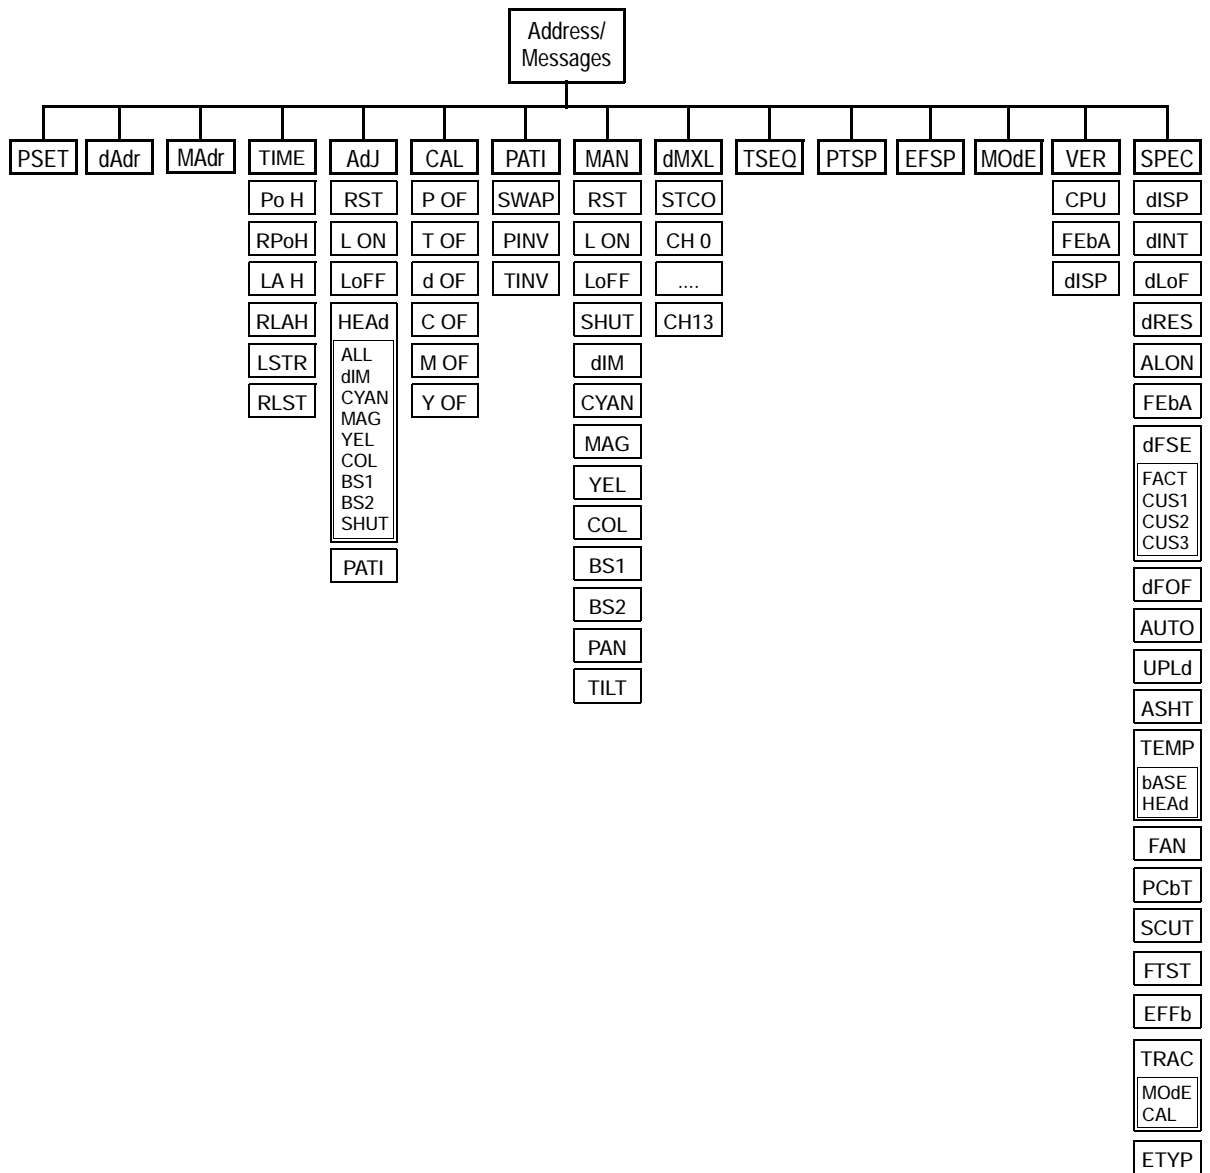 Address/
Messages
PSET
dAdr
MAdr
TIME
Po H
RPoH
LA H
RLAH
LSTR
RLST
AdJ
RST
L ON
LoFF
HEAd
ALL
dIM
CYAN
MAG
YEL
COL
BS1
BS2
SHUT
PATI
CAL
P OF
T OF
d OF
C OF
M OF
Y OF
PATI
SWAP
PINV
TINV
MAN
RST
L ON
LoFF
SHUT
dIM
CYAN
MAG
YEL
COL
BS1
BS2
PAN
TILT
dMXL
STCO
CH 0
....
CH13
TSEQ
PTSP
EFSP
MOdE
VER
CPU
FEbA
dISP
SPEC
dISP
dINT
dLoF
dRES
ALON
FEbA
dFSE
FACT
CUS1
CUS2
CUS3
dFOF
AUTO
UPLd
ASHT
TEMP
bASE
HEAd
FAN
PCbT
SCUT
FTST
EFFb
TRAC
MOdE
CAL
ETYP